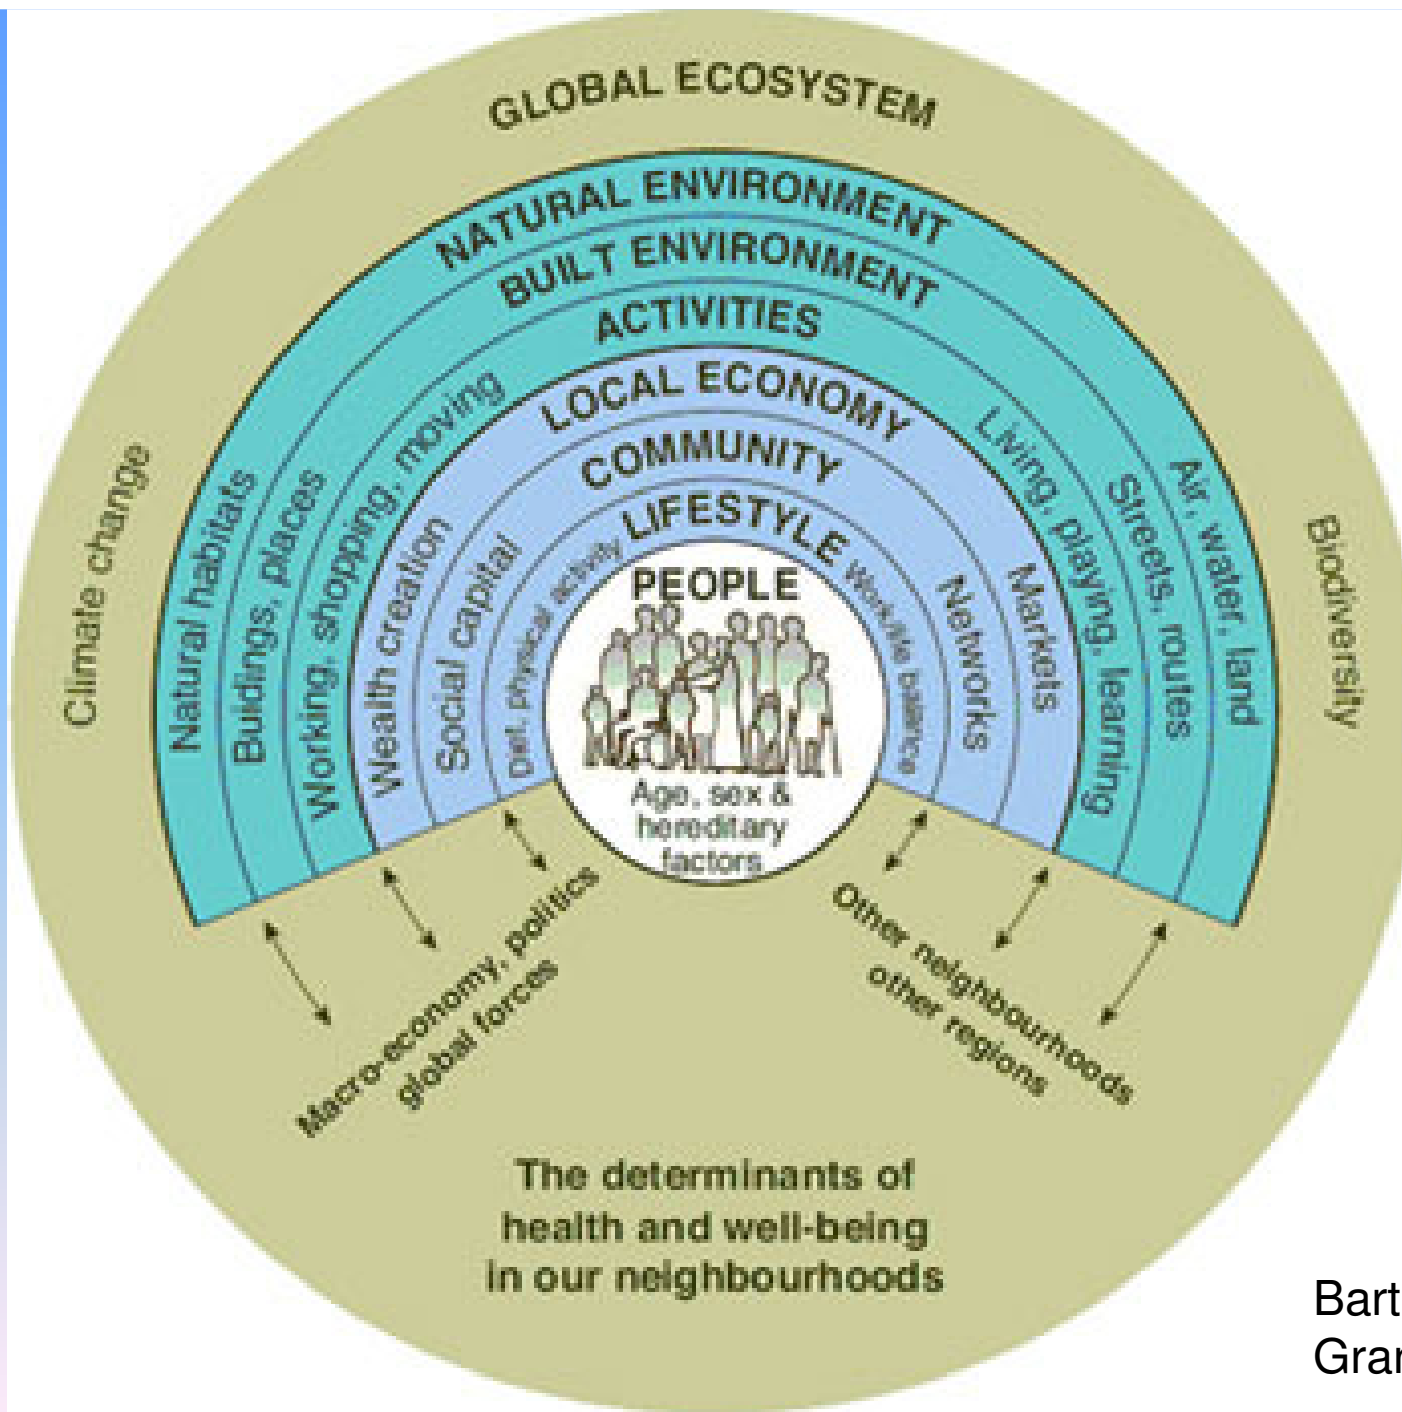 GLOBAL ECOSYSTEM
NATURAL ENVIRONMENT
BUILT ENVIRONMENT
ACTIVITIES
LOCAL ECONOMY
COMMUNITY
LIFESTYLE
PEOPLE
Age, sex &
hereditary
factors
Climate change
Natural habitats
Buidings, places
Working, shopping, moving
Wealth creation
Social capital
Diet, physical activity
Work/life balance
Networks
Markets
Living, playing, learning
Streets, routes
Air, water, land
Biodiversity
Macro-economy, politics
global forces
Other neighbourhoods
other regions
The determinants of
health and well-being
in our neighbourhoods
Bart
Gran